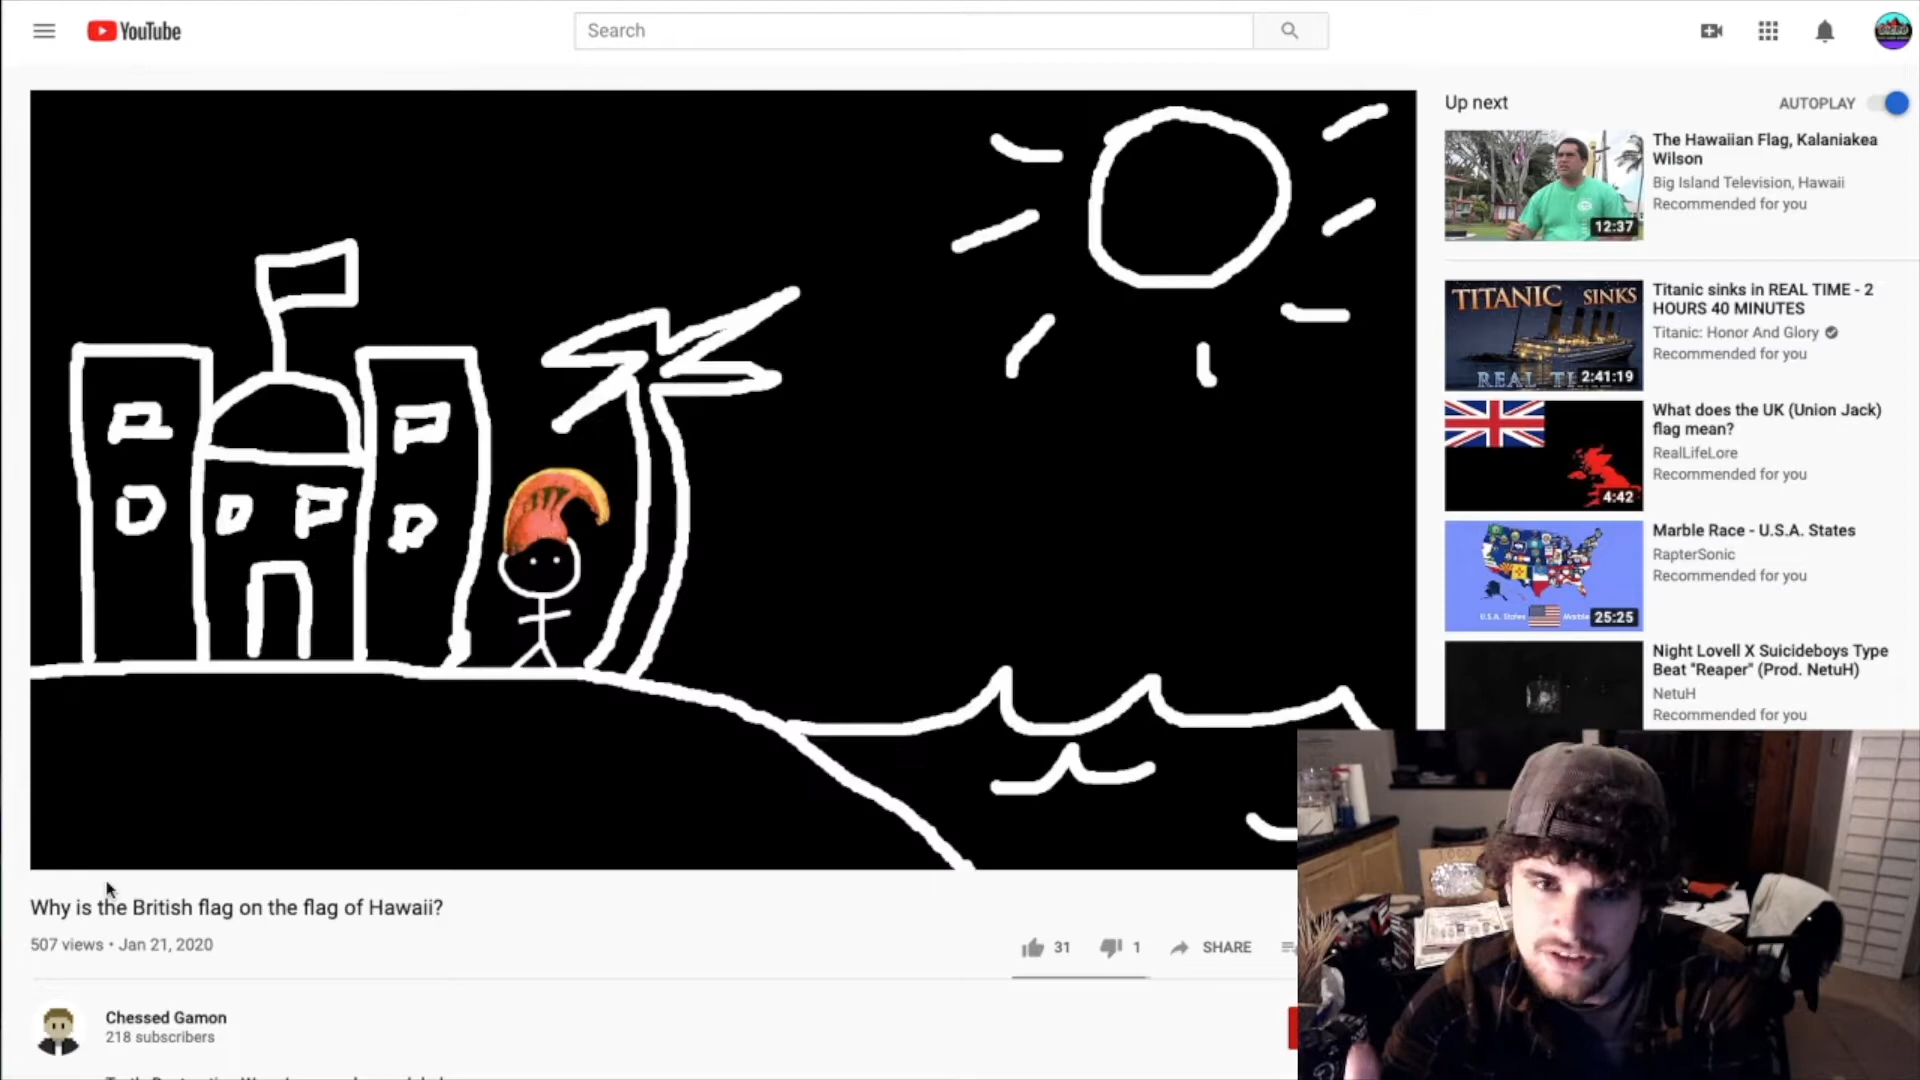 YouTube
Search
Up next
AUTOPLAY
The Hawaiian Flag, Kalaniakea
Wilson
Big Island Television, Hawaii
Recommended for you
12:37
TITANIC SINKS
REAL
2:41:19
Titanic sinks in REAL TIME - 2
HOURS 40 MINUTES
Titanic: Honor And Glory
Recommended for you
4:42
What does the UK (Union Jack)
flag mean?
RealLifeLore
Recommended for you
U.S.A. States
Marble
25:25
Marble Race - U.S.A. States
RapterSonic
Recommended for you
Night Lovell X Suicideboys Type
Beat "Reaper" (Prod. NetuH)
NetuH
Recommended for you
Why is the British flag on the flag of Hawaii?
507 views • Jan 21, 2020
31
1
SHARE
Chessed Gamon
218 subscribers